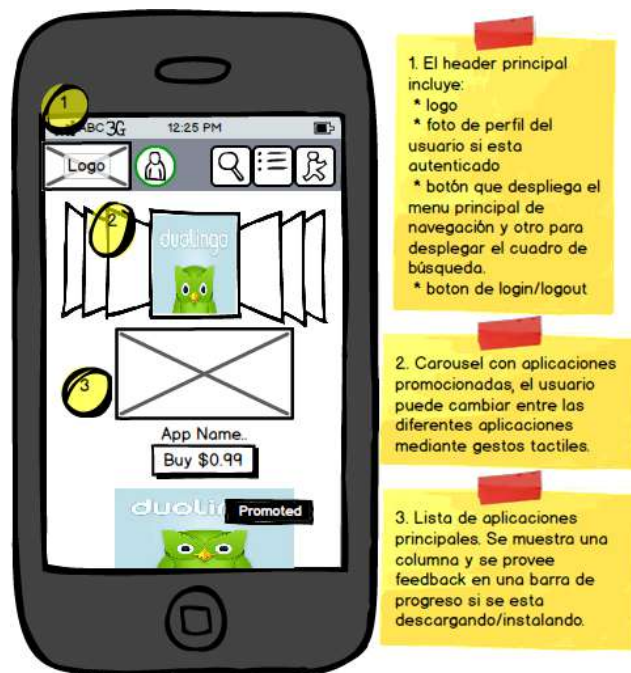 1
ABC 3G 12:25 PM
Logo
2
duolingo
3
App Name..
Buy $0.99
duolin
Promoted
1. El header principal
incluye:
* logo
* foto de perfil del
usuario si esta
autenticado
* botón que despliega el
menu principal de
navegación y otro para
desplegar el cuadro de
búsqueda.
* boton de login/logout
2. Carousel con aplicaciones
promocionadas, el usuario
puede cambiar entre las
diferentes aplicaciones
mediante gestos tactiles.
3. Lista de aplicaciones
principales. Se muestra una
columna y se provee
feedback en una barra de
progreso si se esta
descargando/instalando.